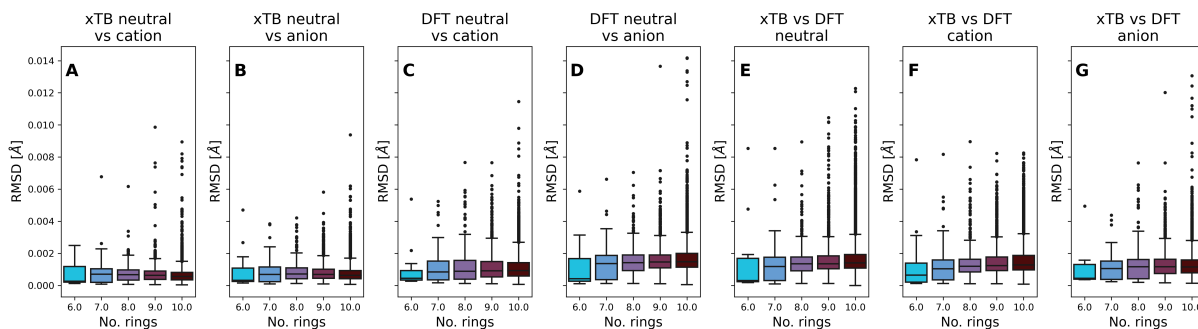 xTB neutral
vs cation
xTB neutral
vs anion
DFT neutral
vs cation
DFT neutral
vs anion
xTB vs DFT
neutral
xTB vs DFT
cation
xTB vs DFT
anion
A
B
C
D
E
F
G
0.014
0.012
0.010
0.008
0.006
0.004
0.002
0.000
RMSD [Å]
RMSD [Å]
RMSD [Å]
RMSD [Å]
RMSD [Å]
RMSD [Å]
RMSD [Å]
6.0 7.0 8.0 9.0 10.0
6.0 7.0 8.0 9.0 10.0
6.0 7.0 8.0 9.0 10.0
6.0 7.0 8.0 9.0 10.0
6.0 7.0 8.0 9.0 10.0
6.0 7.0 8.0 9.0 10.0
6.0 7.0 8.0 9.0 10.0
No. rings
No. rings
No. rings
No. rings
No. rings
No. rings
No. rings